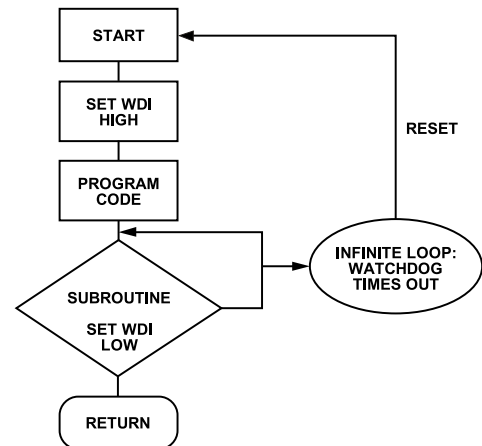 START
SET WDI
HIGH
RESET
PROGRAM
CODE
INFINITE LOOP:
WATCHDOG
TIMES OUT
SUBROUTINE
SET WDI
LOW
RETURN